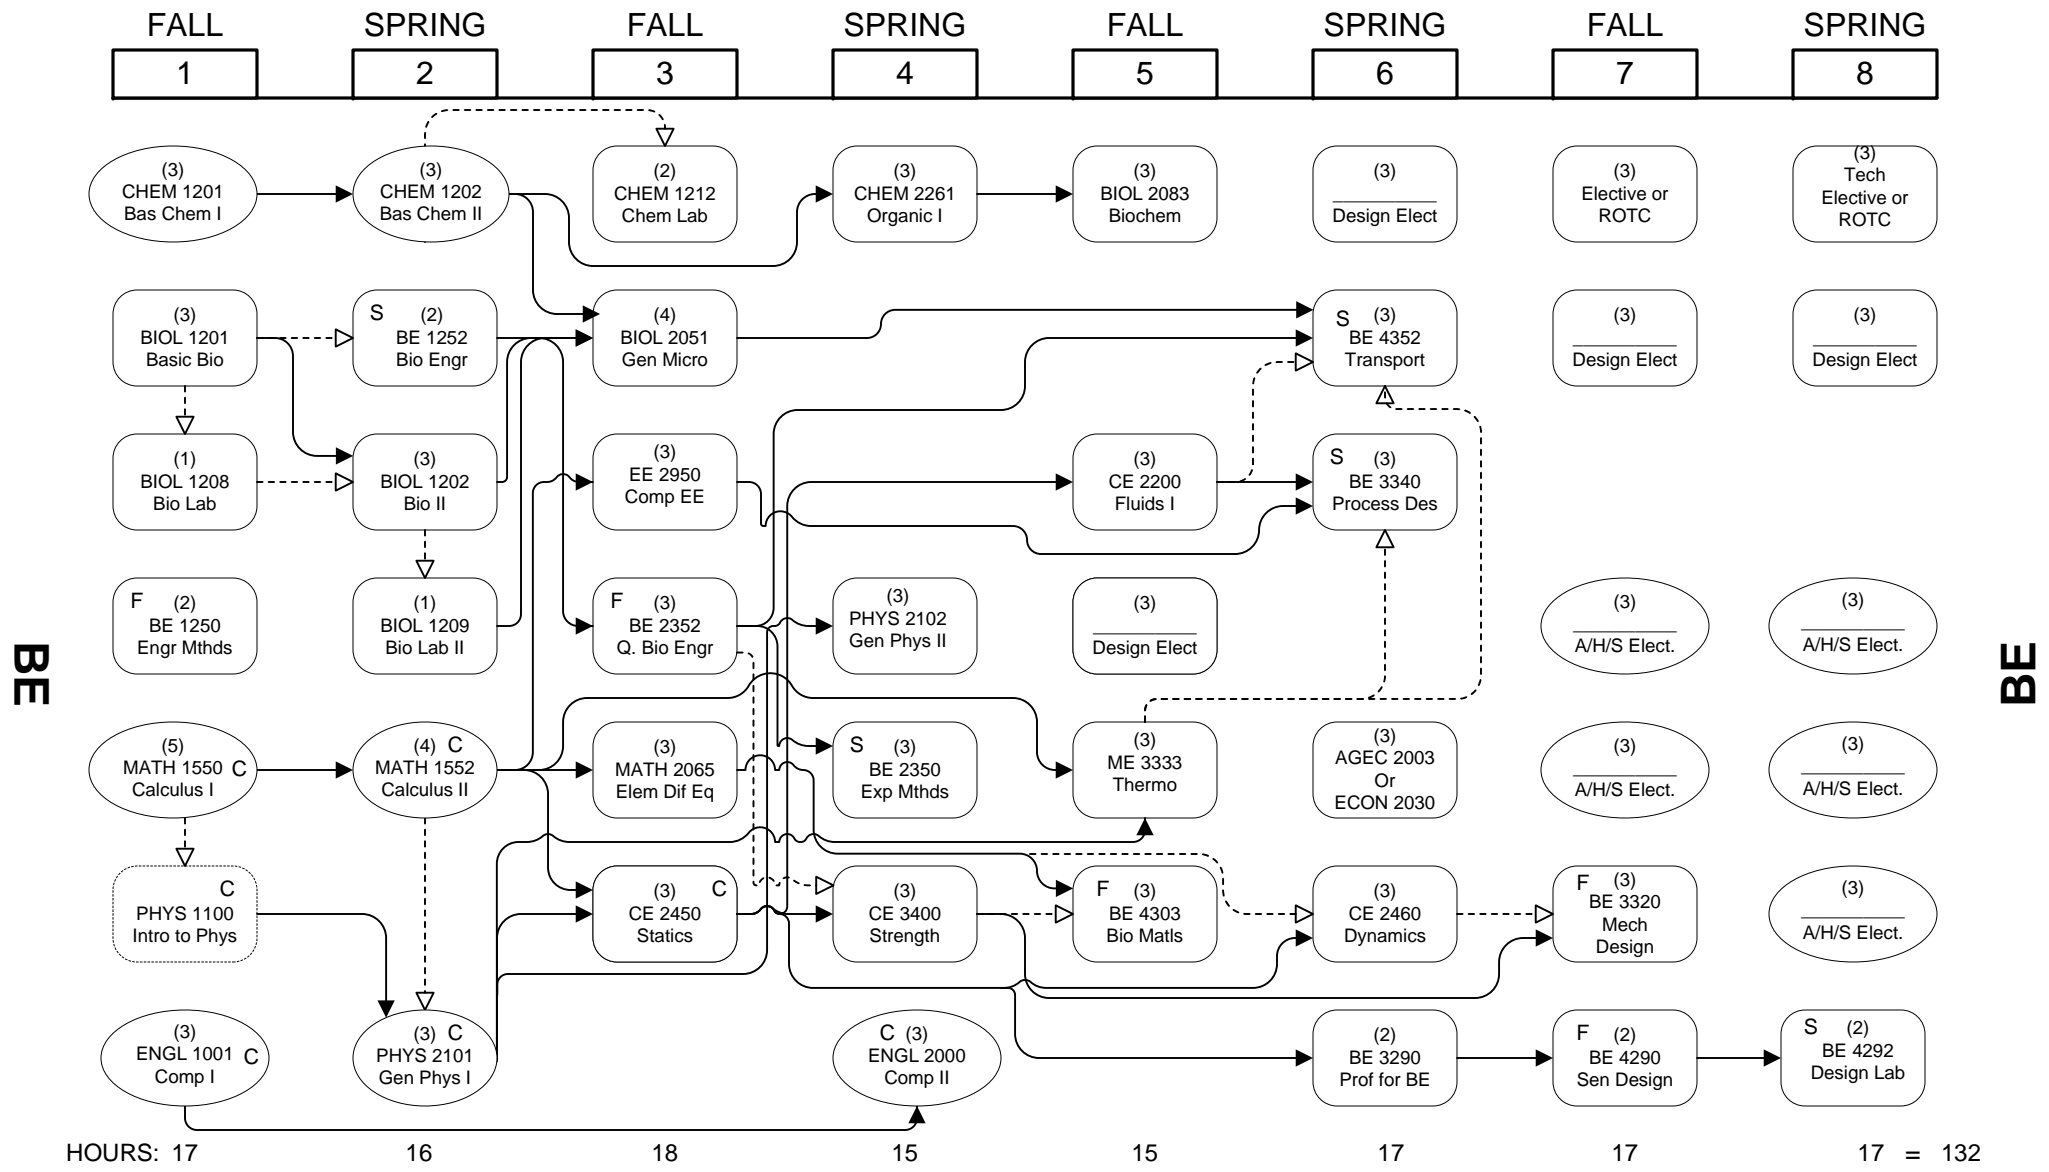 FALL SPRING FALL SPRING FALL SPRING FALL SPRING
1 2 3 4 5 6 7 8
(3)
CHEM 1201
Bas Chem I
(3)
CHEM 1202
Bas Chem II
(2)
CHEM 1212
Chem Lab
(3)
CHEM 2261
Organic I
(3)
BIOL 2083
Biochem
(3)
Design Elect
(3)
Elective or
ROTC
(3)
Tech
Elective or
ROTC
(3)
BIOL 1201
Basic Bio
S (2)
BE 1252
Bio Engr
(4)
BIOL 2051
Gen Micro
S (3)
BE 4352
Transport
(3)
Design Elect
(3)
Design Elect
(1)
BIOL 1208
Bio Lab
(3)
BIOL 1202
Bio II
(3)
EE 2950
Comp EE
(3)
CE 2200
Fluids I
S (3)
BE 3340
Process Des
F (2)
BE 1250
Engr Mthds
(1)
BIOL 1209
Bio Lab II
F (3)
BE 2352
Q. Bio Engr
(3)
PHYS 2102
Gen Phys II
(3)
Design Elect
(3)
A/H/S Elect.
(3)
A/H/S Elect.
BE
BE
(5)
MATH 1550 C
Calculus I
(4) C
MATH 1552
Calculus II
(3)
MATH 2065
Elem Dif Eq
S (3)
BE 2350
Exp Mthds
(3)
ME 3333
Thermo
(3)
AGEC 2003
Or
ECON 2030
(3)
A/H/S Elect.
(3)
A/H/S Elect.
C
PHYS 1100
Intro to Phys
(3) C
CE 2450
Statics
(3)
CE 3400
Strength
F (3)
BE 4303
Bio Matls
(3)
CE 2460
Dynamics
F (3)
BE 3320
Mech
Design
(3)
A/H/S Elect.
(3)
ENGL 1001 C
Comp I
(3) C
PHYS 2101
Gen Phys I
C (3)
ENGL 2000
Comp II
(2)
BE 3290
Prof for BE
F (2)
BE 4290
Sen Design
S (2)
BE 4292
Design Lab
HOURS: 17 16 18 15 15 17 17 17 = 132